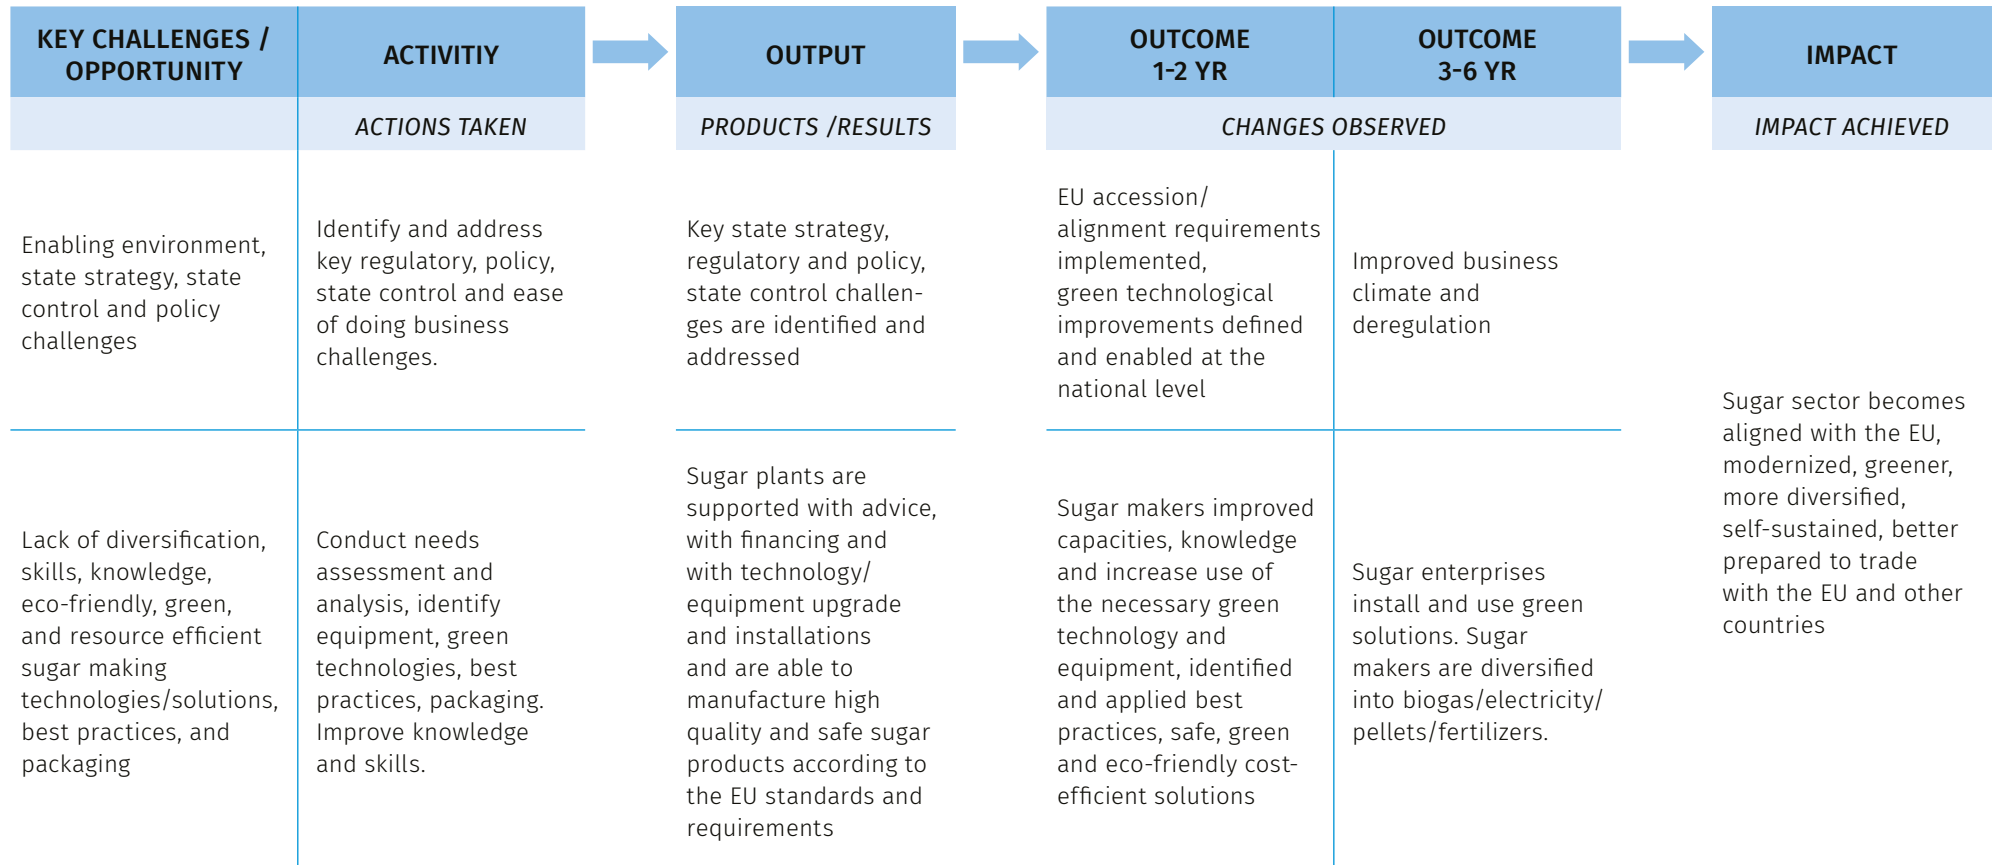 KEY CHALLENGES /
OPPORTUNITY
ACTIVITIY
OUTPUT
OUTCOME
1-2 YR
OUTCOME
3-6 YR
IMPACT
ACTIONS TAKEN
PRODUCTS /RESULTS
CHANGES OBSERVED
IMPACT ACHIEVED
Enabling environment,
state strategy, state
control and policy
challenges
Identify and address
key regulatory, policy,
state control and ease
of doing business
challenges.
Key state strategy,
regulatory and policy,
state control challen-
ges are identified and
addressed
EU accession/
alignment requirements
implemented,
green technological
improvements defined
and enabled at the
national level
Improved business
climate and
deregulation
Lack of diversification,
skills, knowledge,
eco-friendly, green,
and resource efficient
sugar making
technologies/solutions,
best practices, and
packaging
Conduct needs
assessment and
analysis, identify
equipment, green
technologies, best
practices, packaging.
Improve knowledge
and skills.
Sugar plants are
supported with advice,
with financing and
with technology/
equipment upgrade
and installations
and are able to
manufacture high
quality and safe sugar
products according to
the EU standards and
requirements
Sugar makers improved
capacities, knowledge
and increase use of
the necessary green
technology and
equipment, identified
and applied best
practices, safe, green
and eco-friendly cost-
efficient solutions
Sugar enterprises
install and use green
solutions. Sugar
makers are diversified
into biogas/electricity/
pellets/fertilizers.
Sugar sector becomes
aligned with the EU,
modernized, greener,
more diversified,
self-sustained, better
prepared to trade
with the EU and other
countries